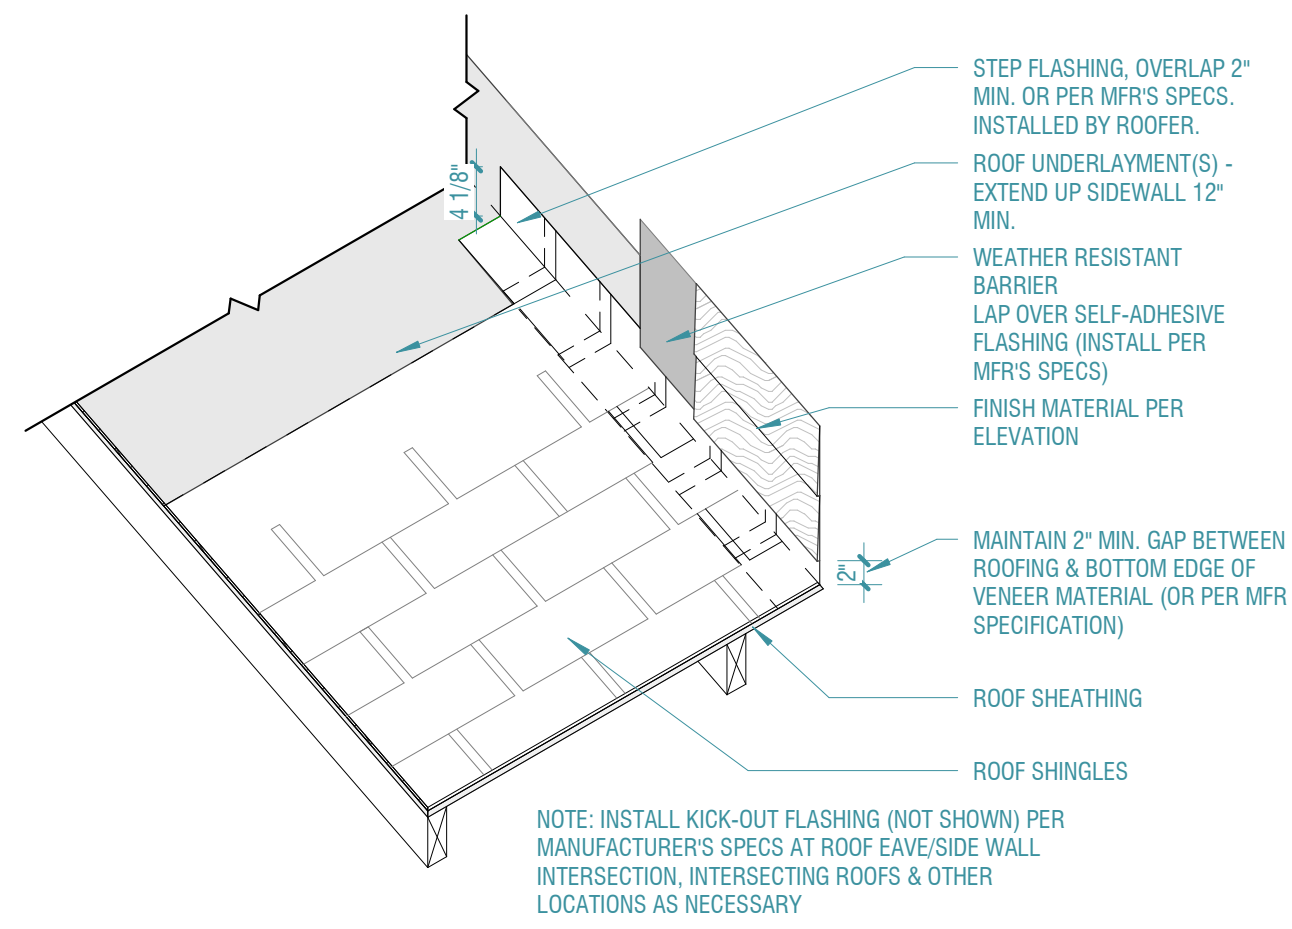 STEP FLASHING, OVERLAP 2"
MIN. OR PER MFR'S SPECS.
INSTALLED BY ROOFER.
4 1/8"
ROOF UNDERLAYMENT(S) -
EXTEND UP SIDEWALL 12"
MIN.
WEATHER RESISTANT
BARRIER
LAP OVER SELF-ADHESIVE
FLASHING (INSTALL PER
MFR'S SPECS)
FINISH MATERIAL PER
ELEVATION
2"
MAINTAIN 2" MIN. GAP BETWEEN
ROOFING & BOTTOM EDGE OF
VENEER MATERIAL (OR PER MFR
SPECIFICATION)
ROOF SHEATHING
ROOF SHINGLES
NOTE: INSTALL KICK-OUT FLASHING (NOT SHOWN) PER
MANUFACTURER'S SPECS AT ROOF EAVE/SIDE WALL
INTERSECTION, INTERSECTING ROOFS & OTHER
LOCATIONS AS NECESSARY